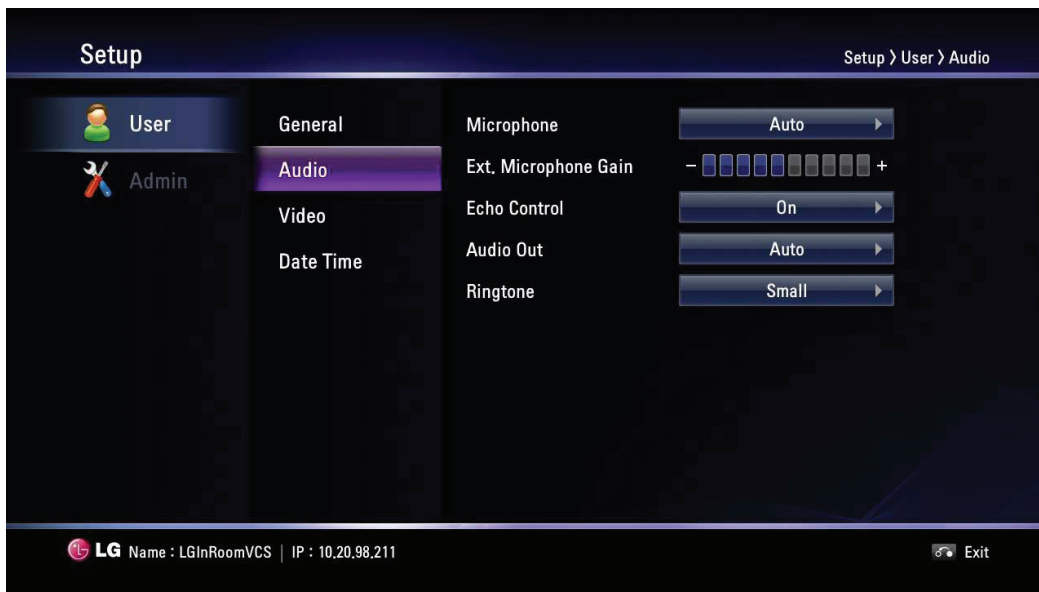 Setup
Setup > User > Audio
User
Admin
General
Audio
Video
Date Time
Microphone Auto
Ext. Microphone Gain - +
Echo Control On
Audio Out Auto
Ringtone Small
LG Name : LGInRoomVCS | IP : 10.20.98.211
Exit